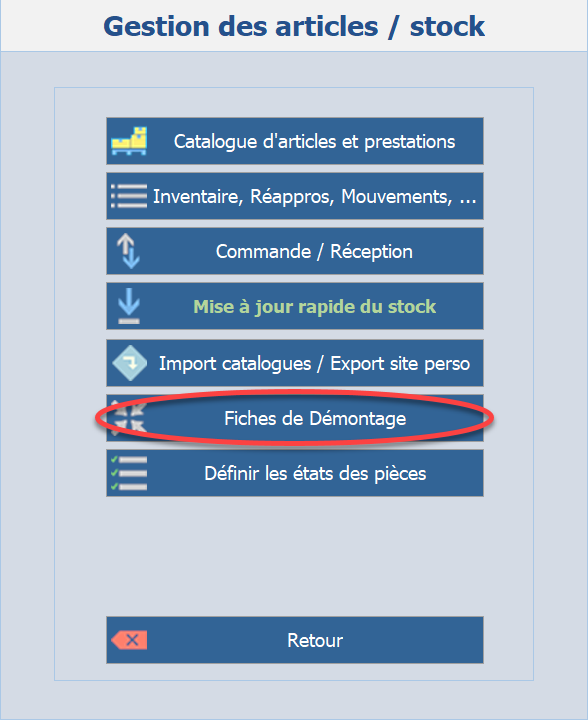 Gestion des articles / stock
Catalogue d'articles et prestations
Inventaire, Réappros, Mouvements, ...
Commande / Réception
Mise à jour rapide du stock
Import catalogues / Export site perso
Fiches de Démontage
Définir les états des pièces
Retour